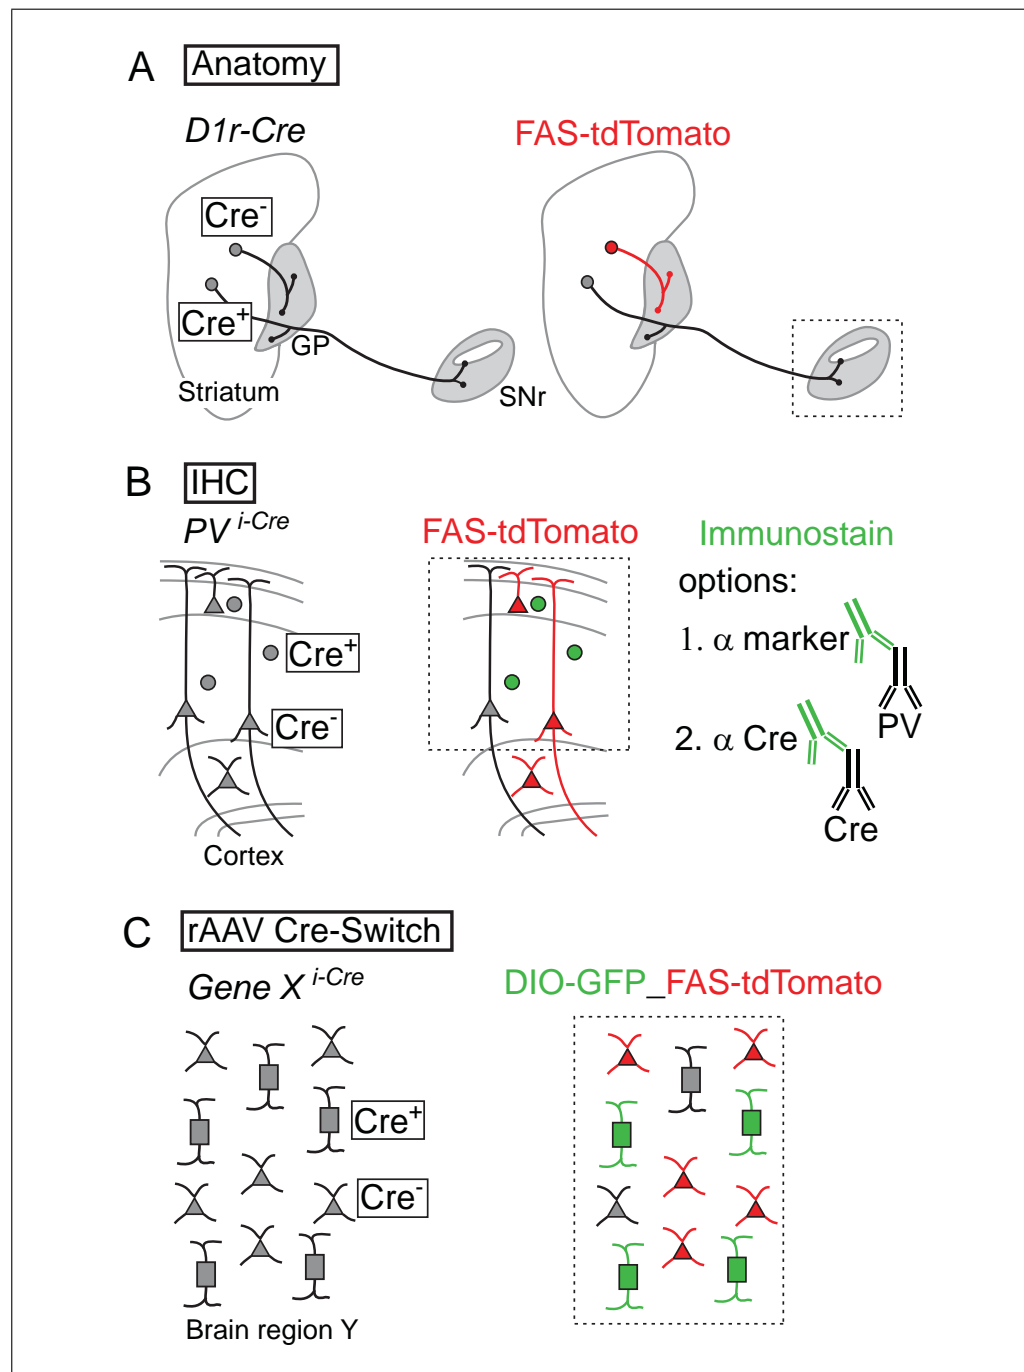 A Anatomy
D1r-Cre
FAS-tdTomato
Cre-
Cre+
GP
Striatum
SNr
B IHC
PV i-Cre
FAS-tdTomato
Immunostain
options:
1. α marker
PV
2. α Cre
Cre
Cre+
Cre-
Cortex
C rAAV Cre-Switch
Gene X i-Cre
DIO-GFP_FAS-tdTomato
Cre+
Cre-
Brain region Y